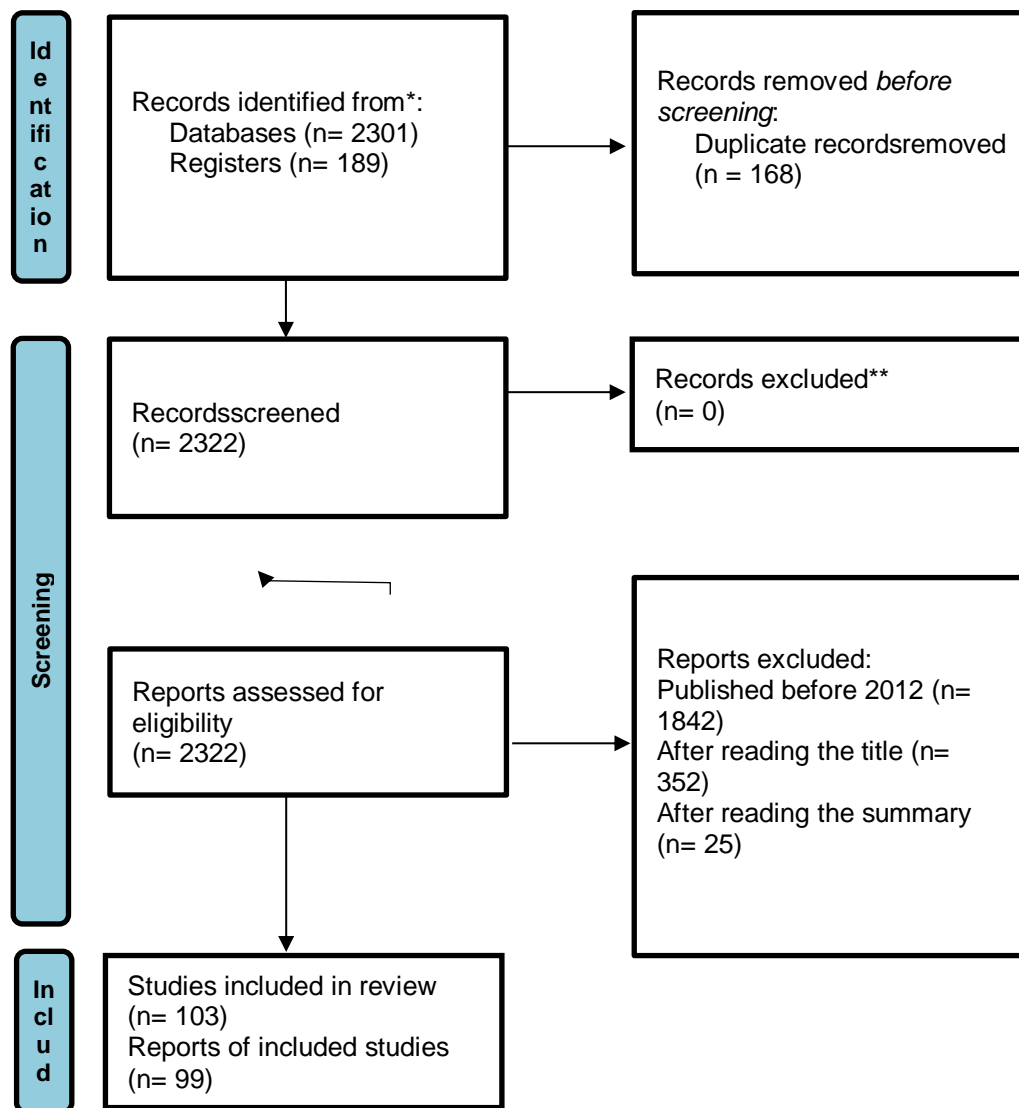 Id
e
nt
ifi
c
at
io
n
Records identified from*:
Databases (n= 2301)
Registers (n= 189)
Records removed before
screening:
Duplicate recordsremoved
(n = 168)
Screening
Recordsscreened
(n= 2322)
Records excluded**
(n= 0)
Reports assessed for
eligibility
(n= 2322)
Reports excluded:
Published before 2012 (n=
1842)
After reading the title (n=
352)
After reading the summary
(n= 25)
In
cl
u
d
Studies included in review
(n= 103)
Reports of included studies
(n= 99)